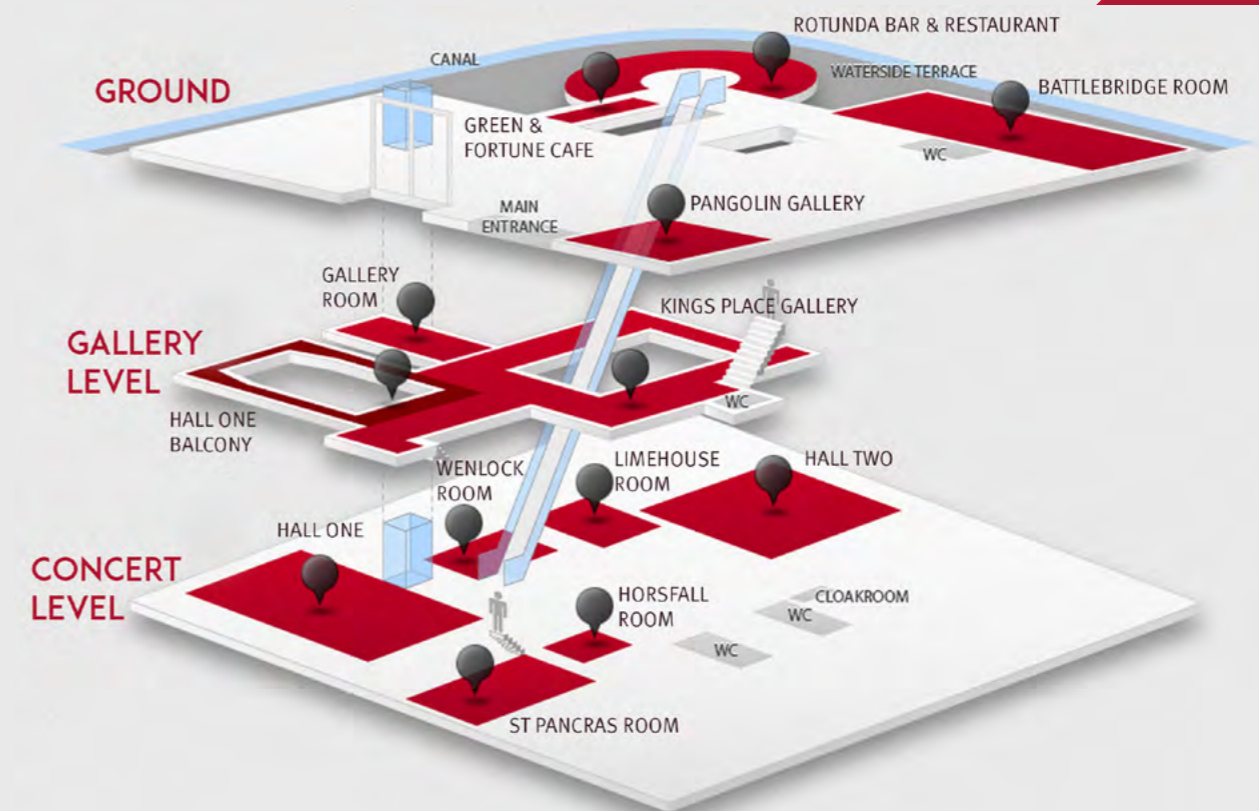 ROTUNDA BAR & RESTAURANT
CANAL
WATERSIDE TERRACE
GROUND
BATTLEBRIDGE ROOM
GREEN &
FORTUNE CAFE
WC
MAIN
ENTRANCE
PANGOLIN GALLERY
GALLERY
ROOM
KINGS PLACE GALLERY
GALLERY
LEVEL
WC
HALL ONE
BALCONY
WENLOCK
ROOM
LIMEHOUSE
ROOM
HALL TWO
HALL ONE
CONCERT
LEVEL
HORSFALL
ROOM
CLOAKROOM
WC
WC
ST PANCRAS ROOM